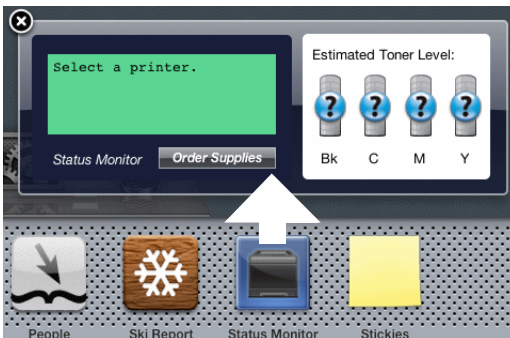 Select a printer.
Status Monitor
Order Supplies
Estimated Toner Level:
?
?
?
?
Bk
C
M
Y
People
Ski Report
Status Monitor
Stickies